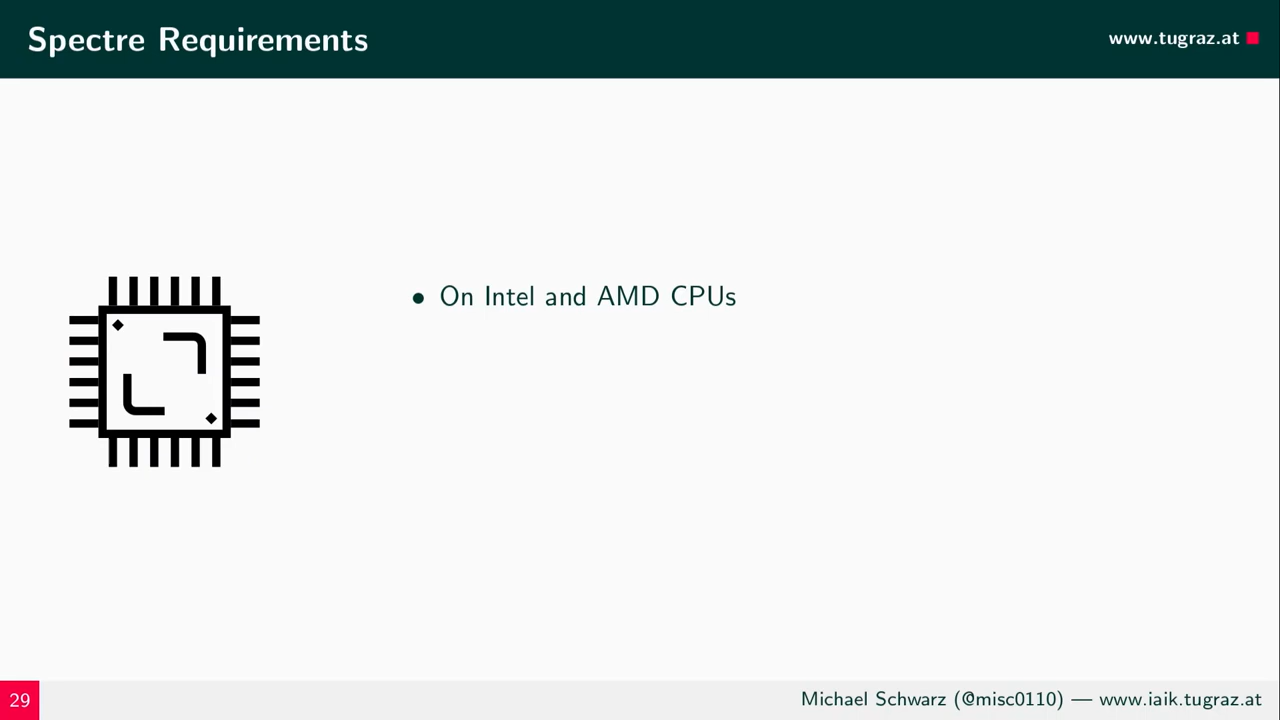 Spectre Requirements
www.tugraz.at
• On Intel and AMD CPUs
29
Michael Schwarz (@misc0110) — www.iaik.tugraz.at